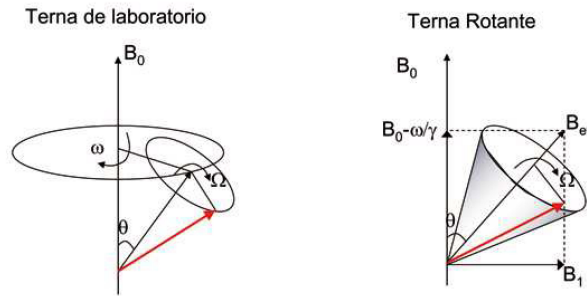 Terna de laboratorio
B₀
ω
Ω
θ
Terna Rotante
B₀
B₀-ω/γ
Bₑ
Ω
θ
B₁